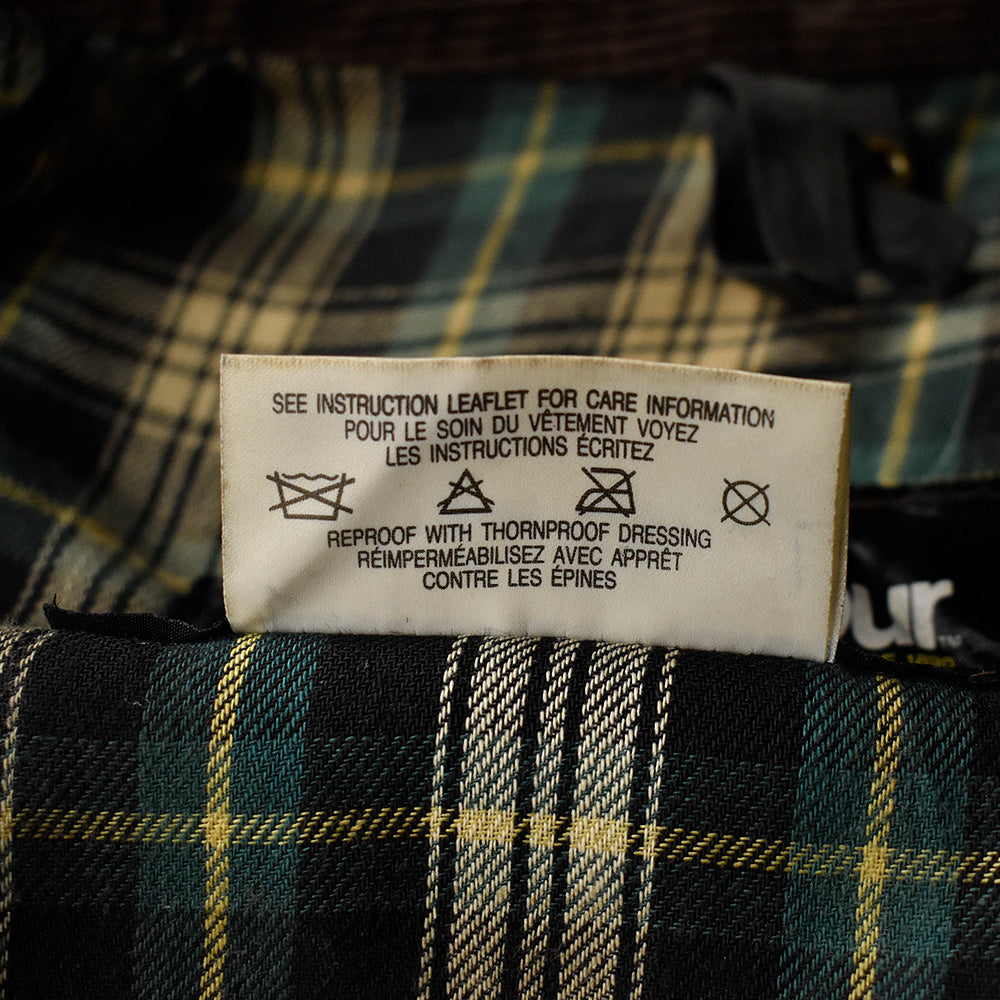 SEE INSTRUCTION LEAFLET FOR CARE INFORMATION
POUR LE SOIN DU VÊTEMENT VOYEZ
LES INSTRUCTIONS ÉCRITEZ
REPROOF WITH THORNPROOF DRESSING
RÉIMPERMÉABILISEZ AVEC APPRÊT
CONTRE LES ÉPINES
our™